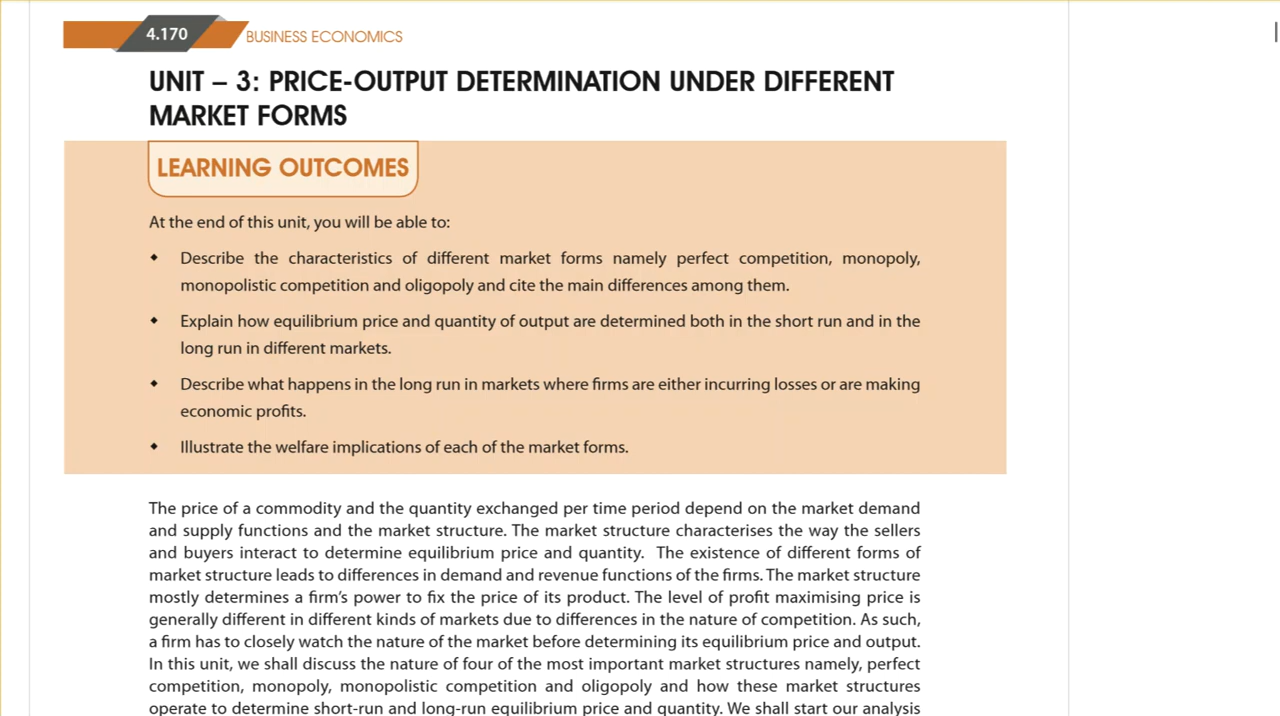 4.170
BUSINESS ECONOMICS
UNIT – 3: PRICE-OUTPUT DETERMINATION UNDER DIFFERENT
MARKET FORMS
LEARNING OUTCOMES
At the end of this unit, you will be able to:
Describe the characteristics of different market forms namely perfect competition, monopoly,
monopolistic competition and oligopoly and cite the main differences among them.
Explain how equilibrium price and quantity of output are determined both in the short run and in the
long run in different markets.
Describe what happens in the long run in markets where firms are either incurring losses or are making
economic profits.
Illustrate the welfare implications of each of the market forms.
The price of a commodity and the quantity exchanged per time period depend on the market demand
and supply functions and the market structure. The market structure characterises the way the sellers
and buyers interact to determine equilibrium price and quantity. The existence of different forms of
market structure leads to differences in demand and revenue functions of the firms. The market structure
mostly determines a firm's power to fix the price of its product. The level of profit maximising price is
generally different in different kinds of markets due to differences in the nature of competition. As such,
a firm has to closely watch the nature of the market before determining its equilibrium price and output.
In this unit, we shall discuss the nature of four of the most important market structures namely, perfect
competition, monopoly, monopolistic competition and oligopoly and how these market structures
operate to determine short-run and long-run equilibrium price and quantity. We shall start our analysis